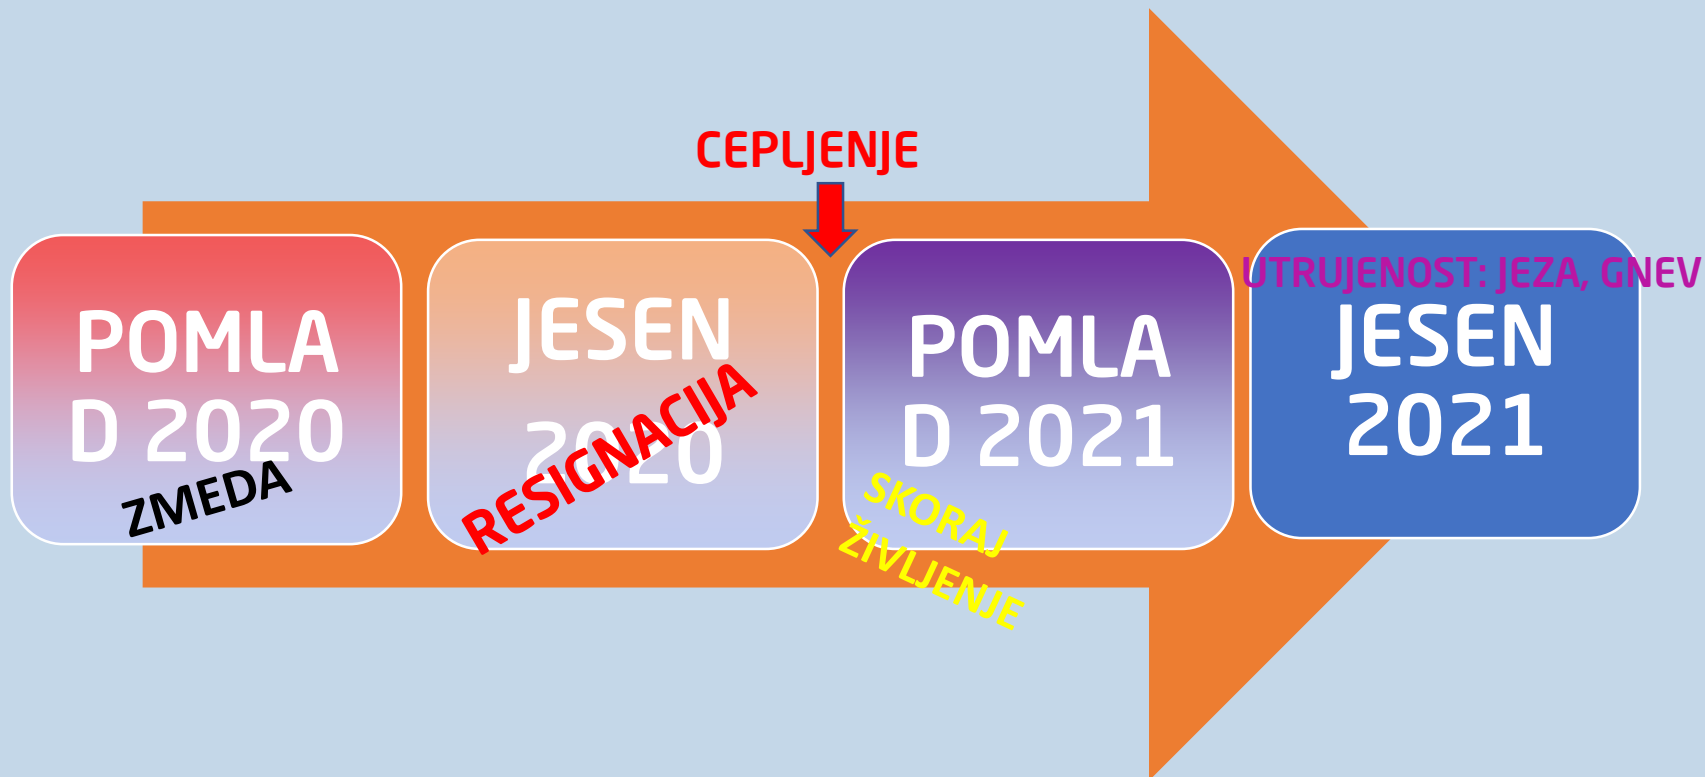 CEPLJENJE
POMLA
D 2020
ZMEDA
JESEN
2020
RESIGNACIJA
POMLA
D 2021
SKORAJ
ŽIVLJENJE
UTRUJENOST: JEZA, GNEV
JESEN
2021